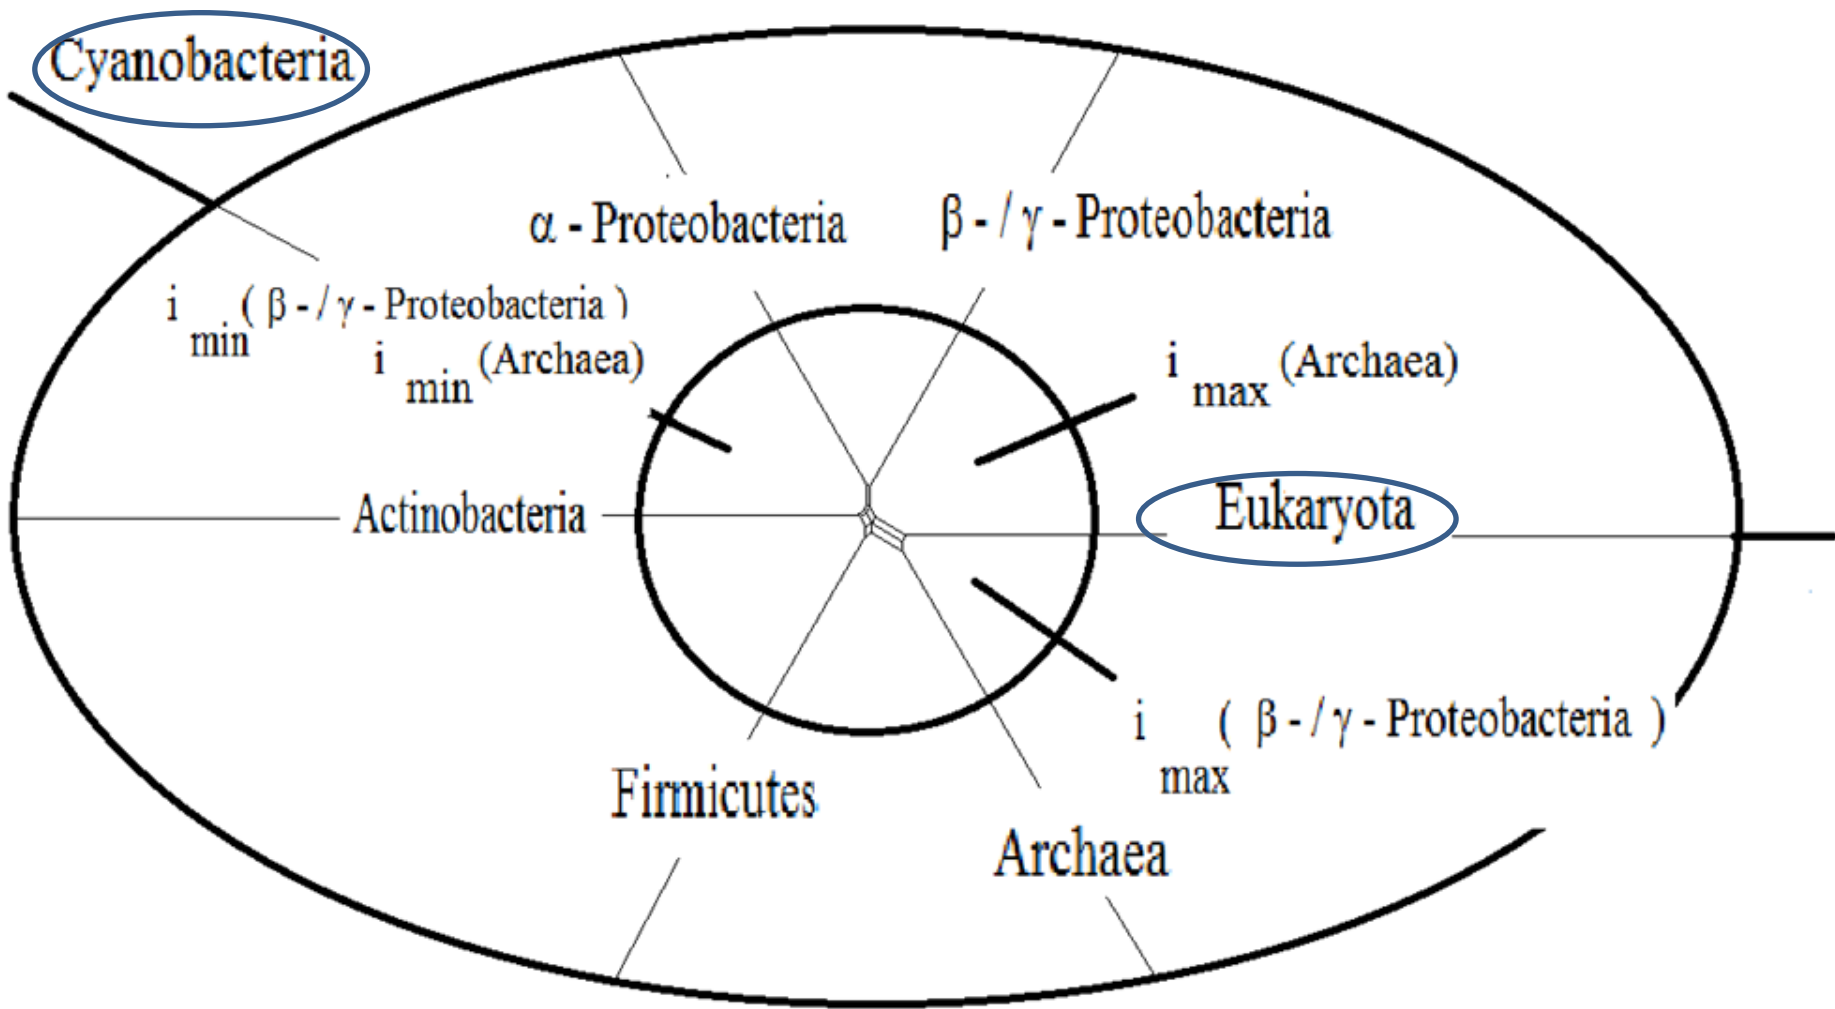 Cyanobacteria
α - Proteobacteria
β - / γ - Proteobacteria
i min ( β - / γ - Proteobacteria )
i min (Archaea)
i max (Archaea)
Actinobacteria
Eukaryota
i max ( β - / γ - Proteobacteria )
Firmicutes
Archaea